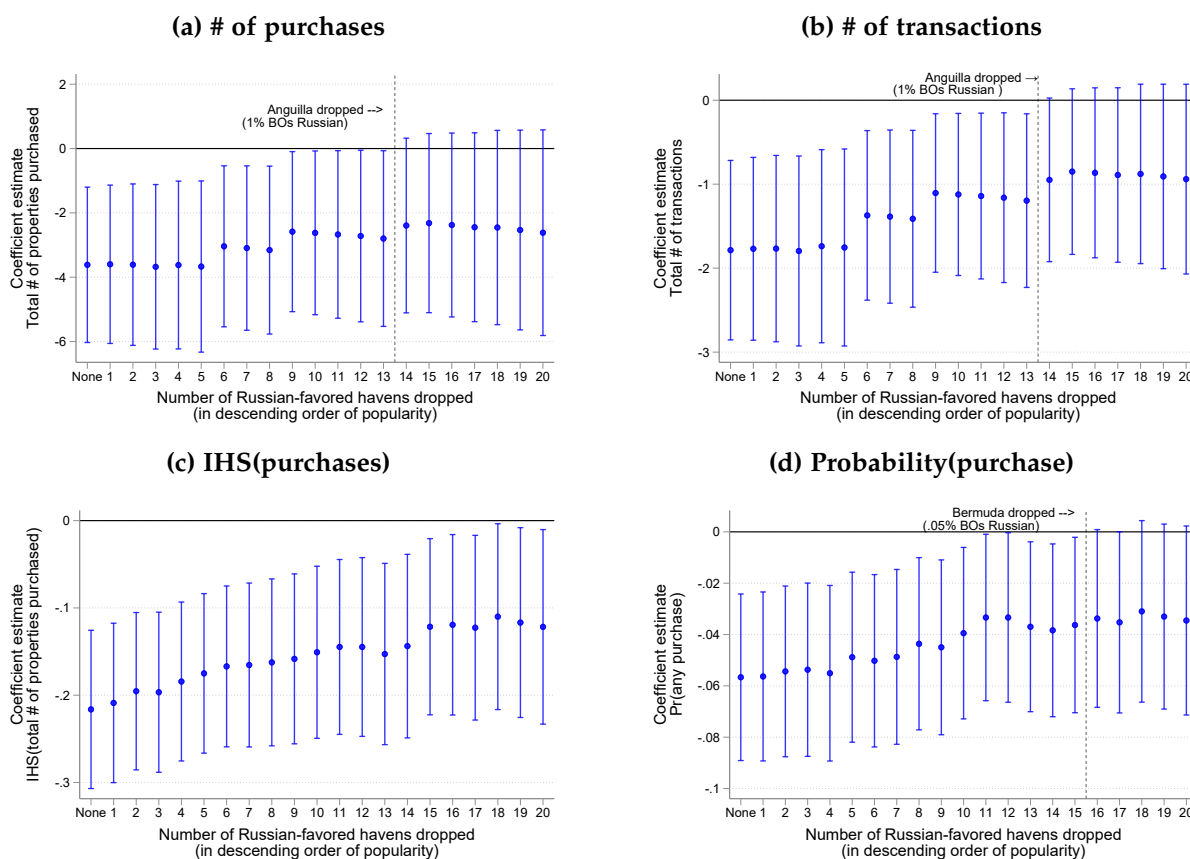 (a) # of purchases
Coefficient estimate
Total # of properties purchased
2
0
-2
-4
-6
Anguilla dropped -->
(1% BOs Russian)
None 1 2 3 4 5 6 7 8 9 10 11 12 13 14 15 16 17 18 19 20
Number of Russian-favored havens dropped
(in descending order of popularity)
(b) # of transactions
Coefficient estimate
Total # of transactions
0
-1
-2
-3
Anguilla dropped →
(1% BOs Russian )
None 1 2 3 4 5 6 7 8 9 10 11 12 13 14 15 16 17 18 19 20
Number of Russian-favored havens dropped
(in descending order of popularity)
(c) IHS(purchases)
Coefficient estimate
IHS(total # of properties purchased)
0
-.1
-.2
-.3
None 1 2 3 4 5 6 7 8 9 10 11 12 13 14 15 16 17 18 19 20
Number of Russian-favored havens dropped
(in descending order of popularity)
(d) Probability(purchase)
Coefficient estimate
Pr(any purchase)
0
-.02
-.04
-.06
-.08
-.1
Bermuda dropped -->
(.05% BOs Russian)
None 1 2 3 4 5 6 7 8 9 10 11 12 13 14 15 16 17 18 19 20
Number of Russian-favored havens dropped
(in descending order of popularity)